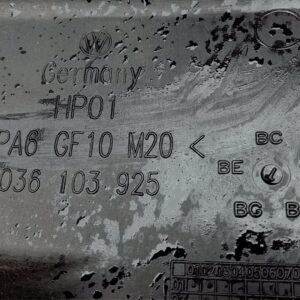 Germany
HP01
PA6 GF10 M20 <
036 103 925
BC
BE
BG